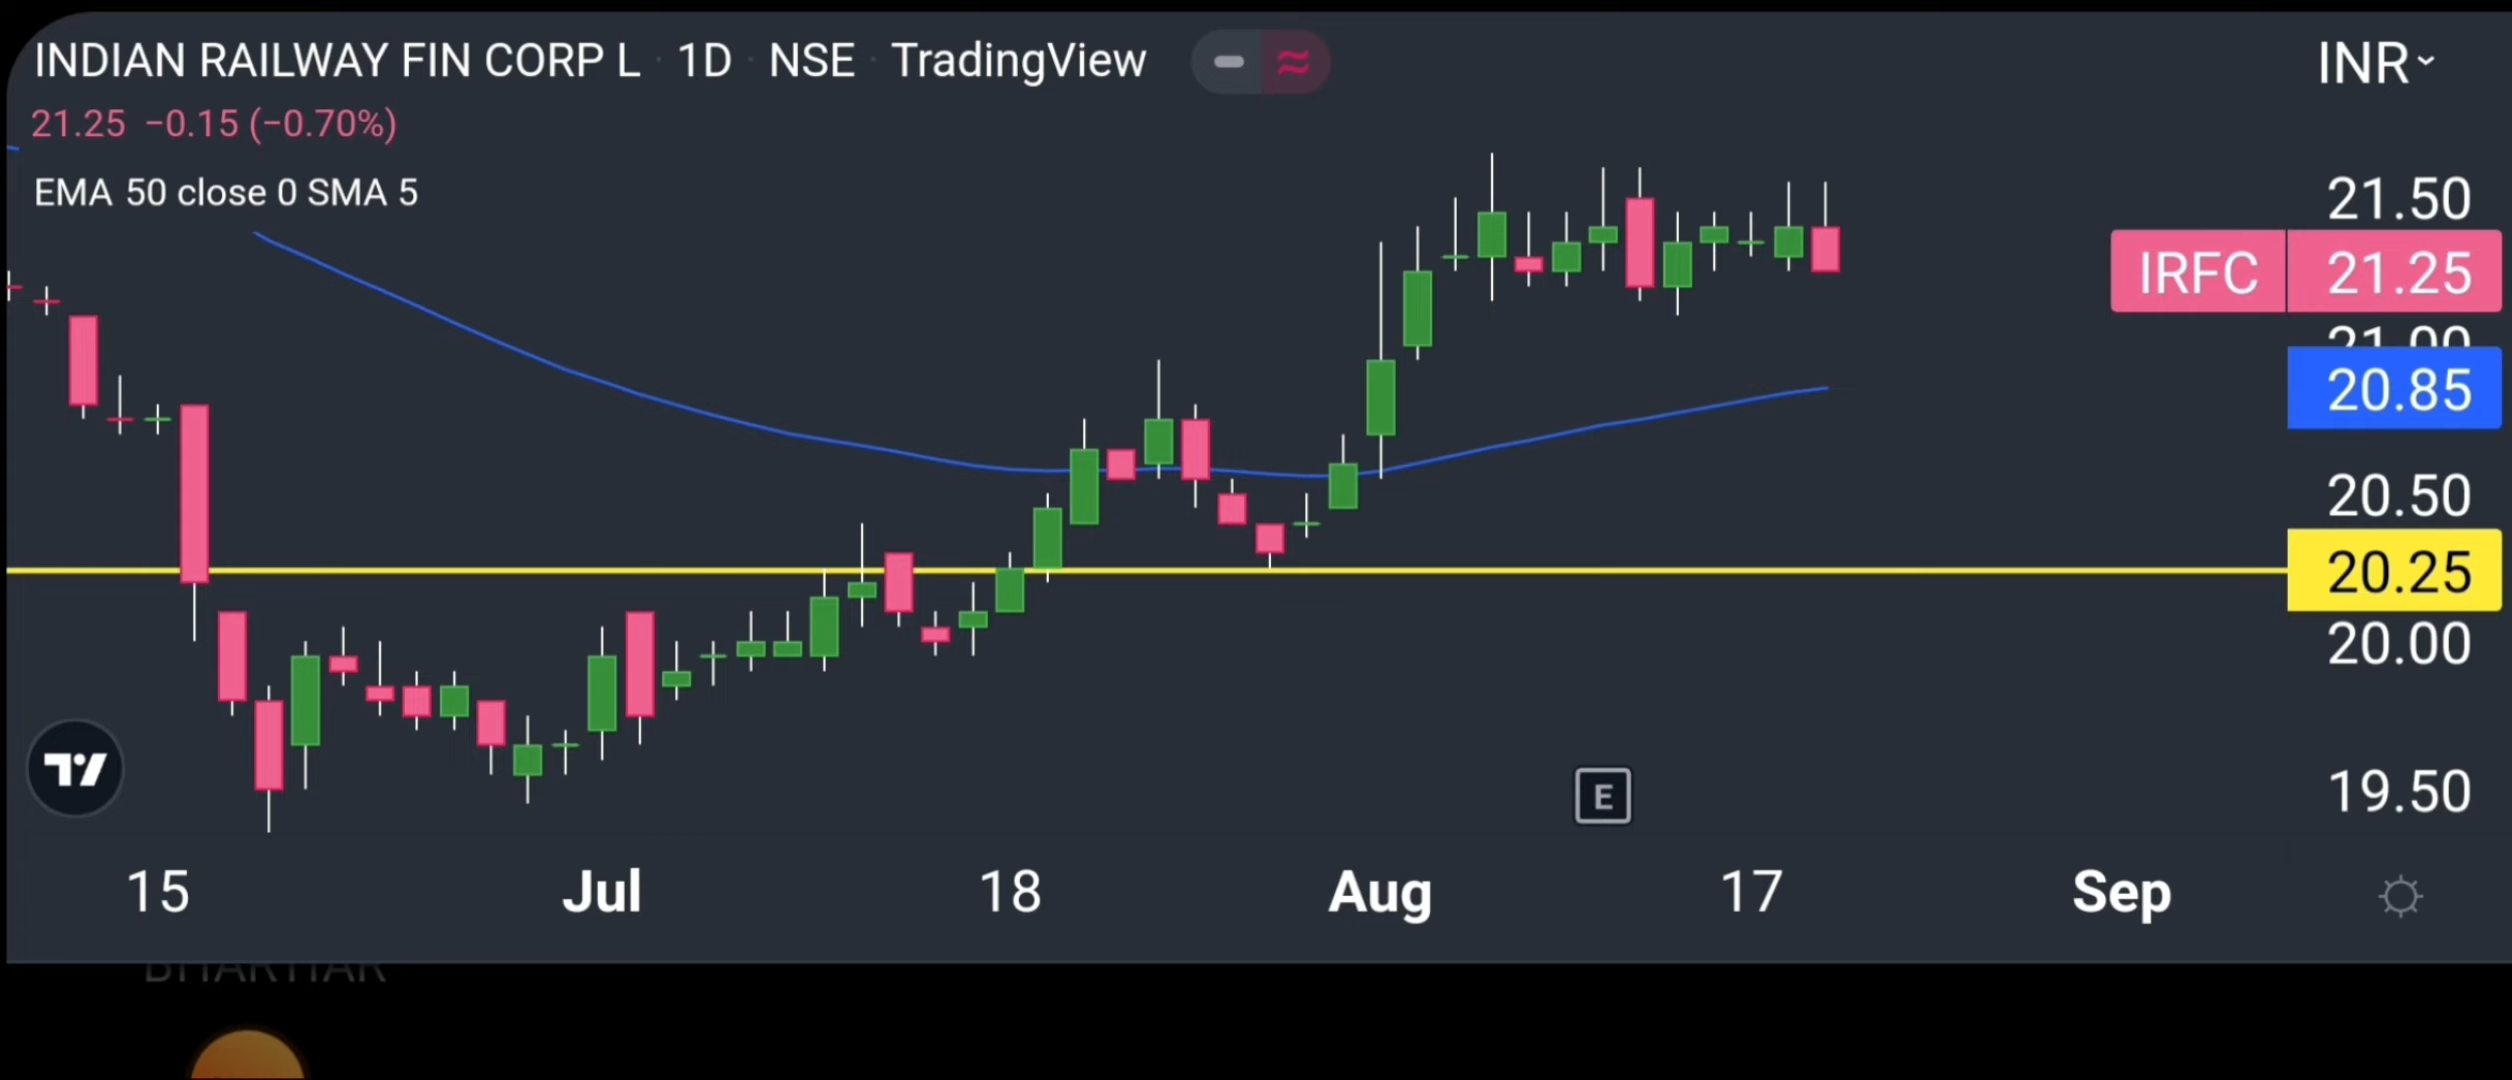 INDIAN RAILWAY FIN CORP L · 1D · NSE · TradingView
INR
21.25 −0.15 (−0.70%)
EMA 50 close 0 SMA 5
21.50
IRFC 21.25
21.00
20.85
20.50
20.25
20.00
E
19.50
15 Jul 18 Aug 17 Sep